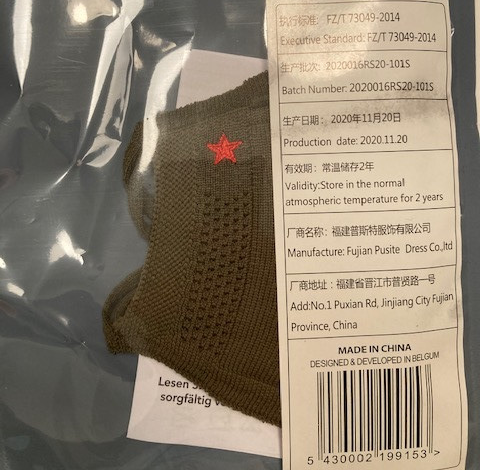 执行标准: FZ/T 73049-2014
Executive Standard: FZ/T 73049-2014
生产批次: 2020016RS20-101S
Batch Number: 2020016RS20-101S
生产日期: 2020年11月20日
Production date: 2020.11.20
有效期: 常温储存2年
Validity:Store in the normal
atmospheric temperature for 2 years
厂商名称: 福建普斯特服饰有限公司
Manufacture: Fujian Pusite Dress Co.,ltd
厂商地址: 福建省晋江市普贤路一号
Add:No.1 Puxian Rd, Jinjiang City Fujian
Province, China
MADE IN CHINA
DESIGNED & DEVELOPED IN BELGUM
5 430002 199153 >
Lesen
sorgfältig